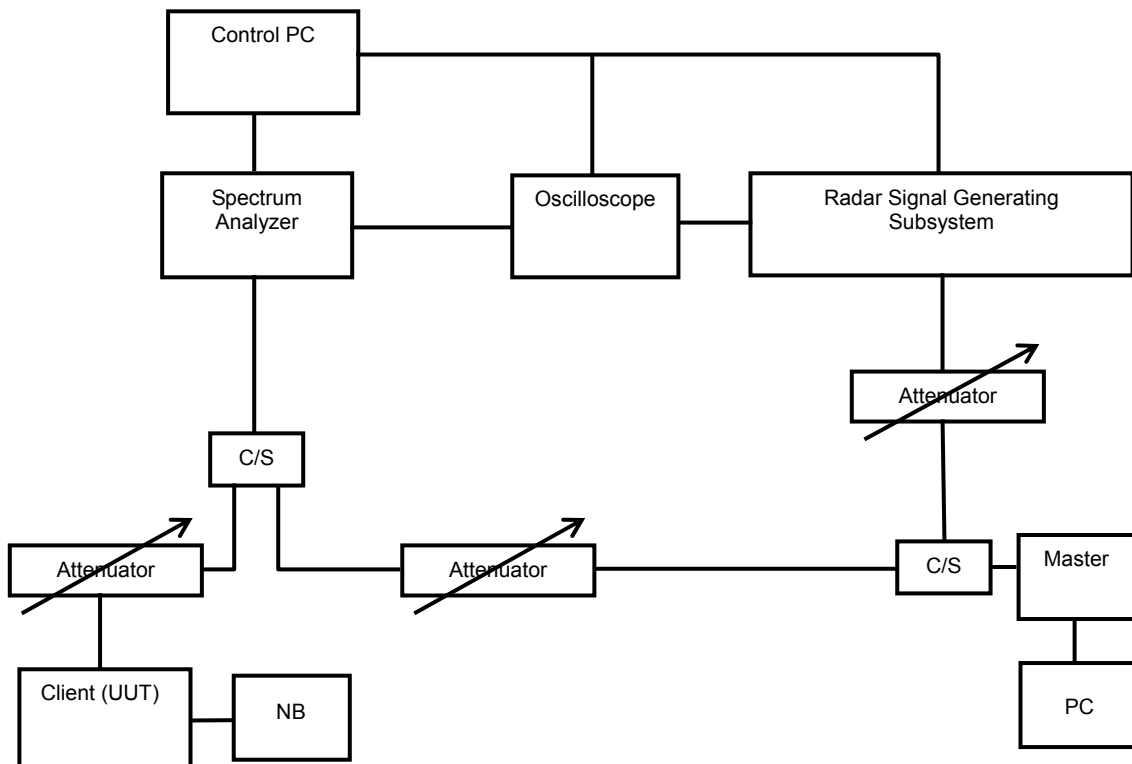 Control PC
Spectrum
Analyzer
Oscilloscope
Radar Signal Generating
Subsystem
Attenuator
C/S
Attenuator
Attenuator
C/S
Master
Client (UUT)
NB
PC